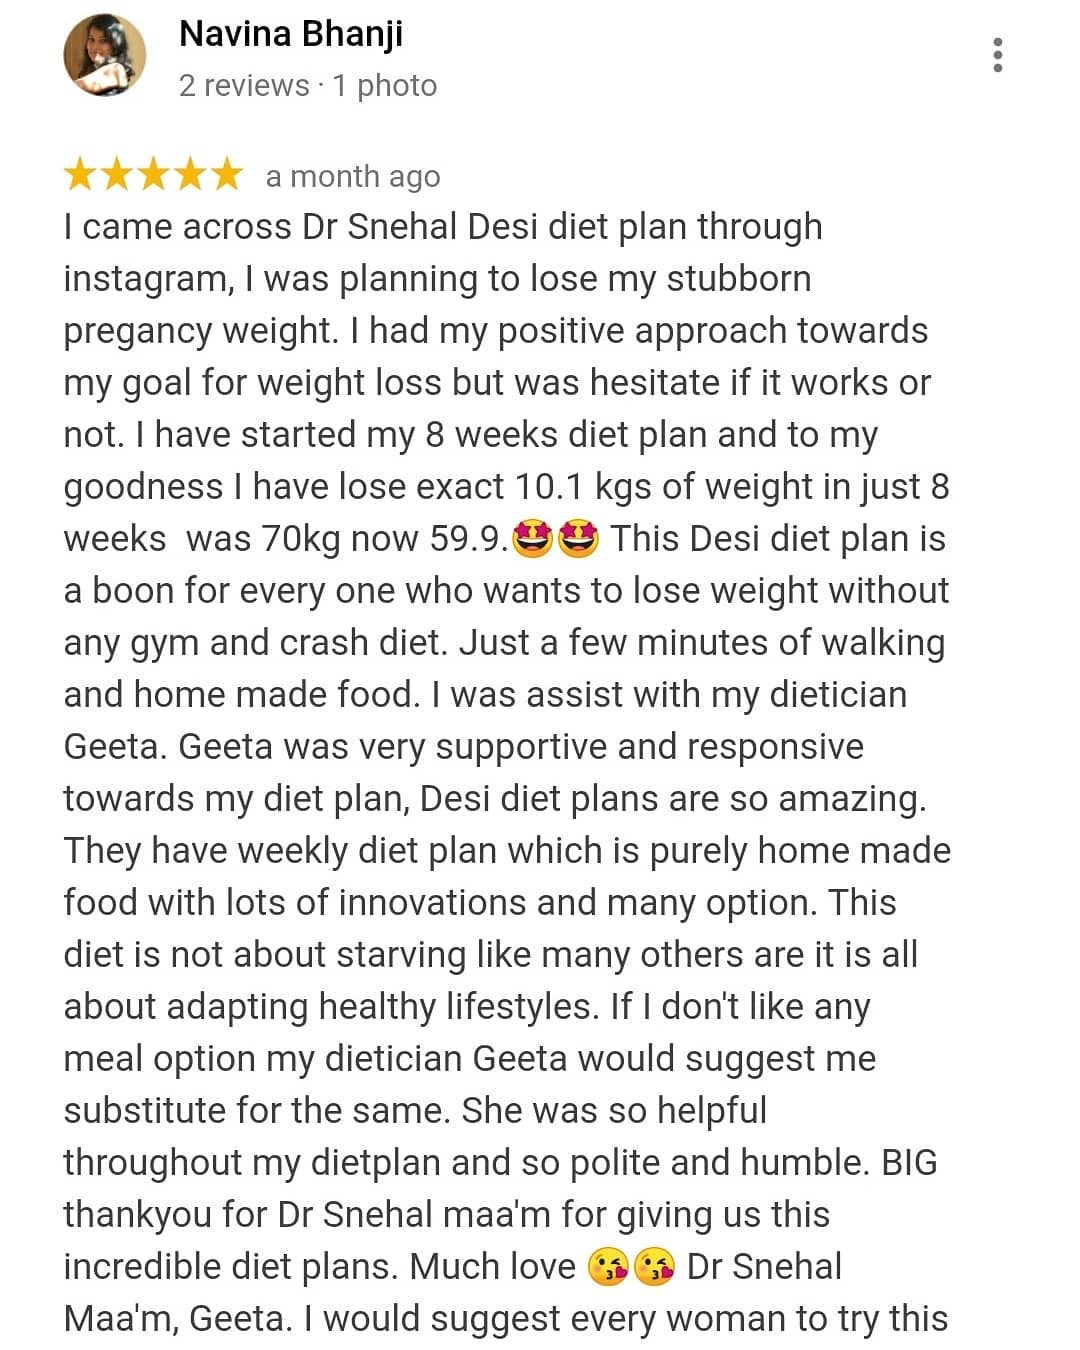 Navina Bhanji
2 reviews · 1 photo
★★★★★ a month ago
I came across Dr Snehal Desi diet plan through
instagram, I was planning to lose my stubborn
pregancy weight. I had my positive approach towards
my goal for weight loss but was hesitate if it works or
not. I have started my 8 weeks diet plan and to my
goodness I have lose exact 10.1 kgs of weight in just 8
weeks  was 70kg now 59.9.🤩🤩 This Desi diet plan is
a boon for every one who wants to lose weight without
any gym and crash diet. Just a few minutes of walking
and home made food. I was assist with my dietician
Geeta. Geeta was very supportive and responsive
towards my diet plan, Desi diet plans are so amazing.
They have weekly diet plan which is purely home made
food with lots of innovations and many option. This
diet is not about starving like many others are it is all
about adapting healthy lifestyles. If I don't like any
meal option my dietician Geeta would suggest me
substitute for the same. She was so helpful
throughout my dietplan and so polite and humble. BIG
thankyou for Dr Snehal maa'm for giving us this
incredible diet plans. Much love 😘😘 Dr Snehal
Maa'm, Geeta. I would suggest every woman to try this